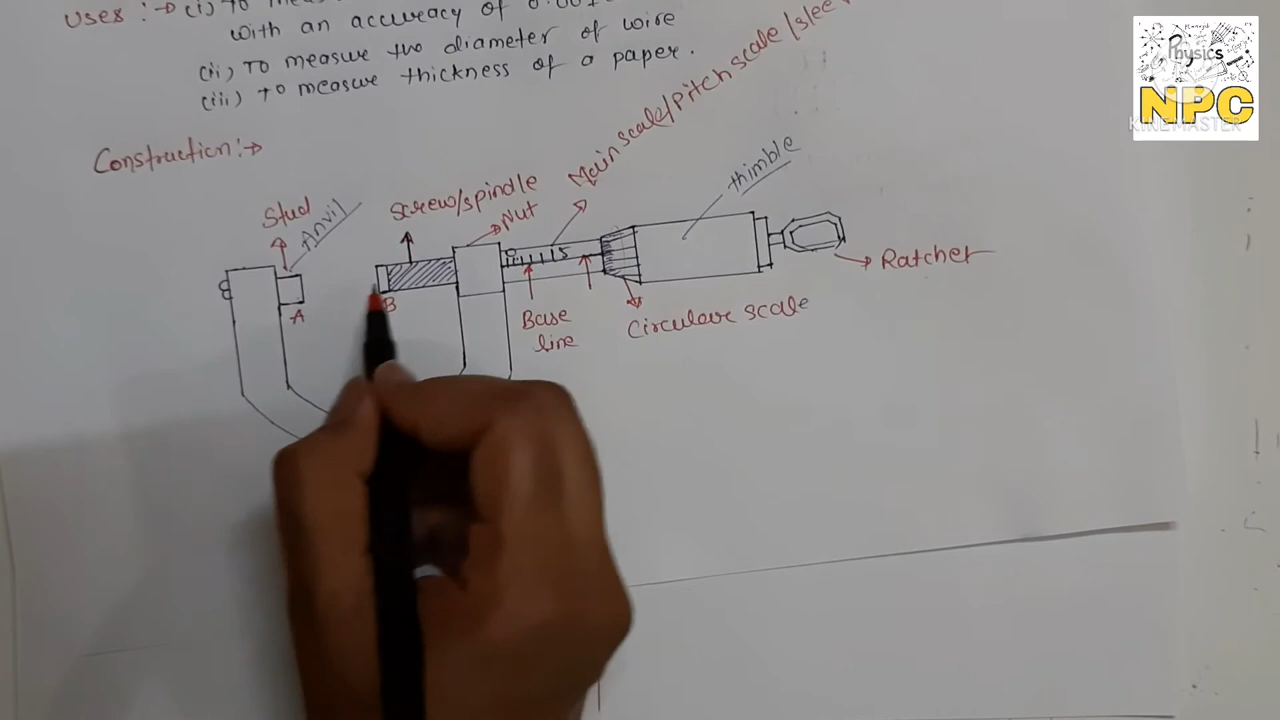 Uses :→ (i) to
with an accuracy of
(ii) To measure the diameter of wire
(iii) to measure thickness of a paper.
Construction :→
Stud
Anvil
Screw/spindle
Nut
Main scale/Pitch scale/
thimble
Ratchet
Circular scale
Base
line
0
5
A
B
Physics
NPC
KINEMASTER